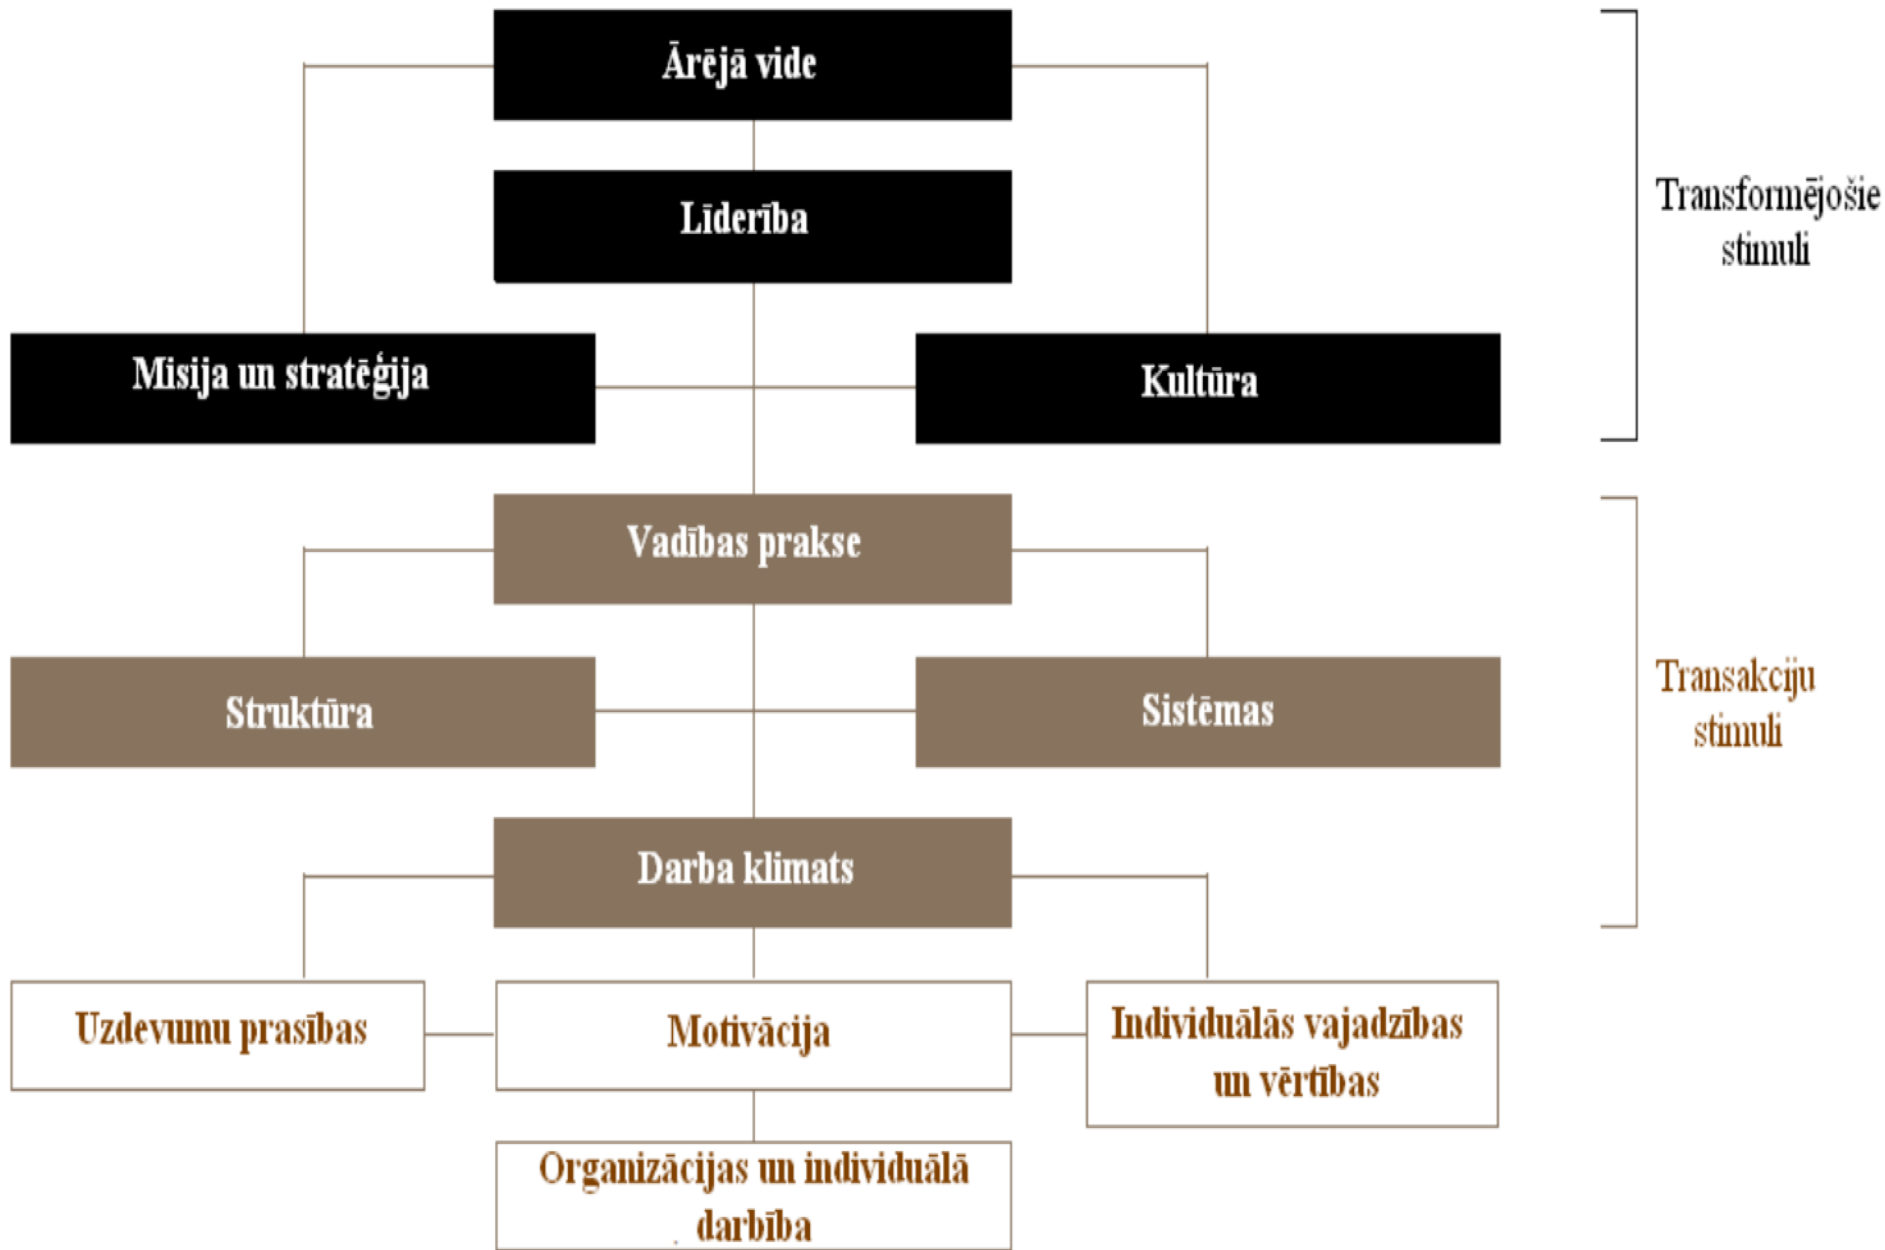 Ārējā vide
Līderība
Transformējošie
stimuli
Misija un stratēģija
Kultūra
Vadības prakse
Struktūra
Sistēmas
Transakciju
stimuli
Darba klimats
Uzdevumu prasības
Motivācija
Individuālās vajadzības
un vērtības
Organizācijas un individuālā
darbība